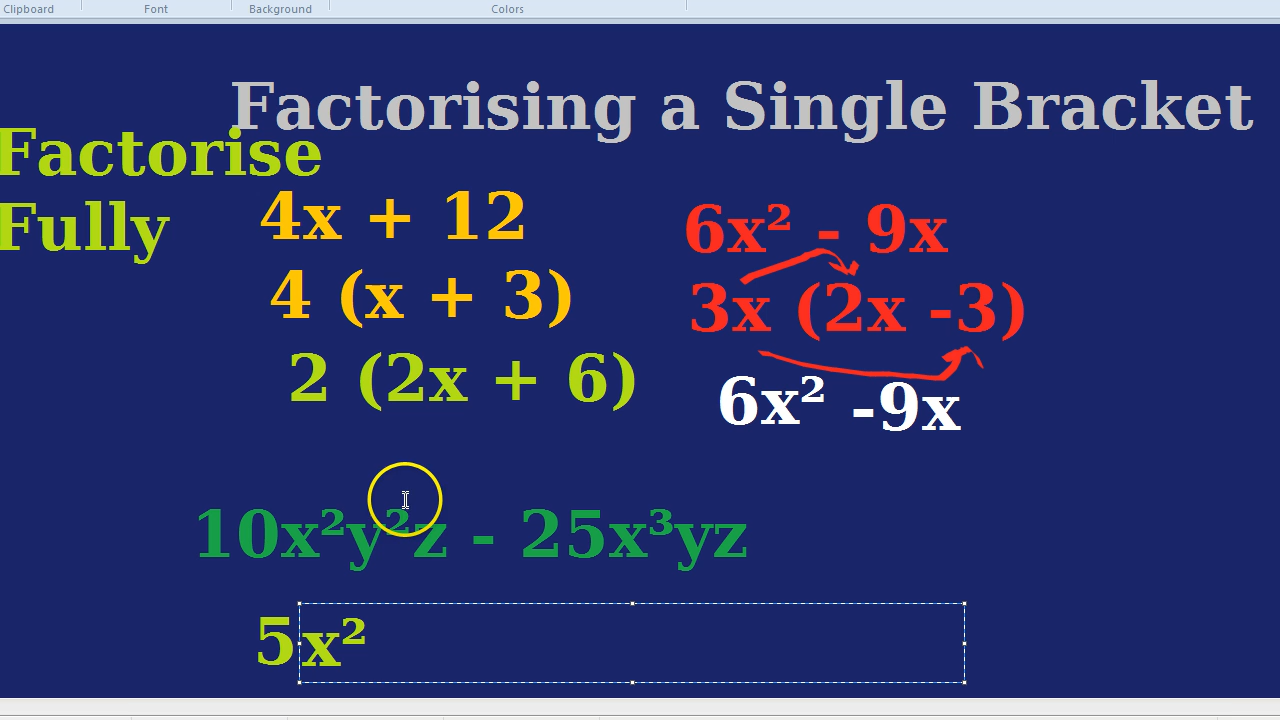 Clipboard Font Background Colors
Factorising a Single Bracket
Factorise
Fully
4x + 12
4 (x + 3)
2 (2x + 6)
6x² - 9x
3x (2x -3)
6x² -9x
10x²y²z - 25x³yz
5x²